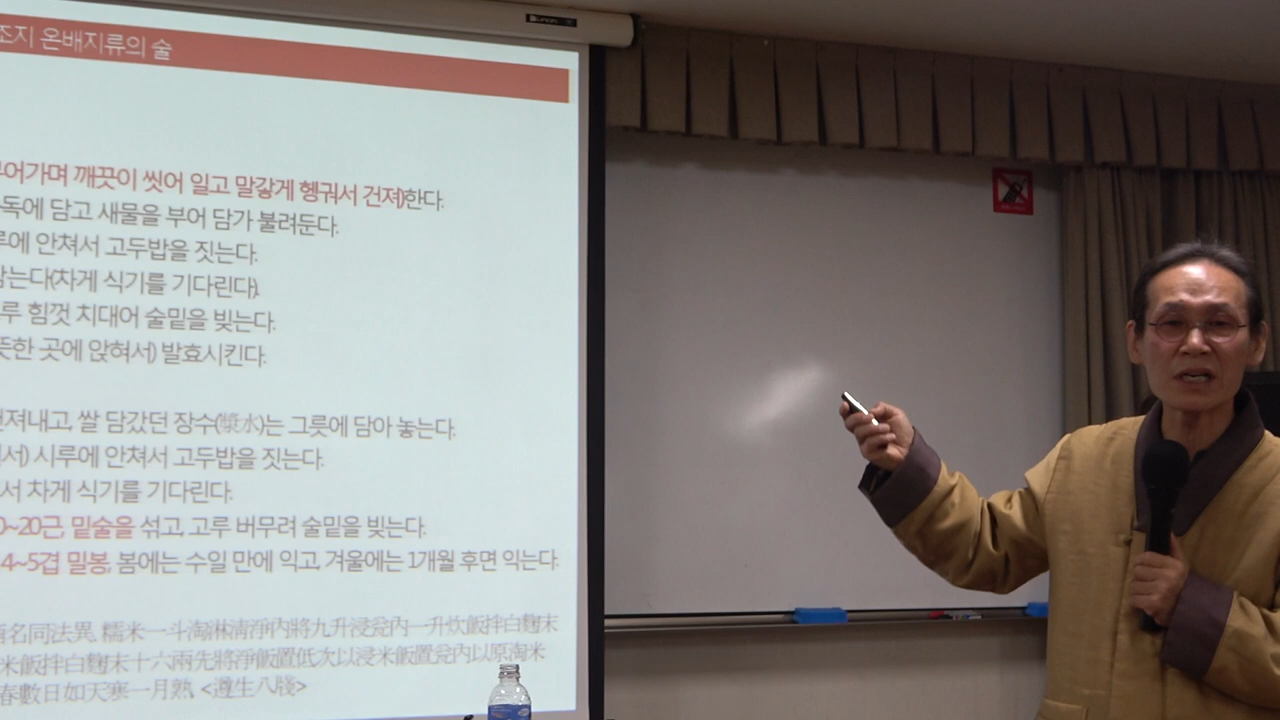 조지 온배지류의 술
부어가며 깨끗이 씻어 일고 말갛게 헹궈서 건져)한다.
독에 담고 새물을 부어 담가 불려둔다.
루에 안쳐서 고두밥을 짓는다.
는다(차게 식기를 기다린다).
루 힘껏 치대어 술밑을 빚는다.
뜻한 곳에 앉혀서) 발효시킨다.
져내고, 쌀 담갔던 장수(漿水)는 그릇에 담아 놓는다.
서) 시루에 안쳐서 고두밥을 짓는다.
서 차게 식기를 기다린다.
0~20근, 밑술을 섞고, 고루 버무려 술밑을 빚는다.
4~5겹 밀봉, 봄에는 수일 만에 익고, 겨울에는 1개월 후면 익는다.
名同法異, 糯米一斗淘淋淸淨內將九升浸瓮內一升炊飯拌白麴末
米飯拌白麴末十六兩先將淨飯置低次以浸米飯置瓮內以原淘米
春數日如天寒一月熟. <遵生八牋>